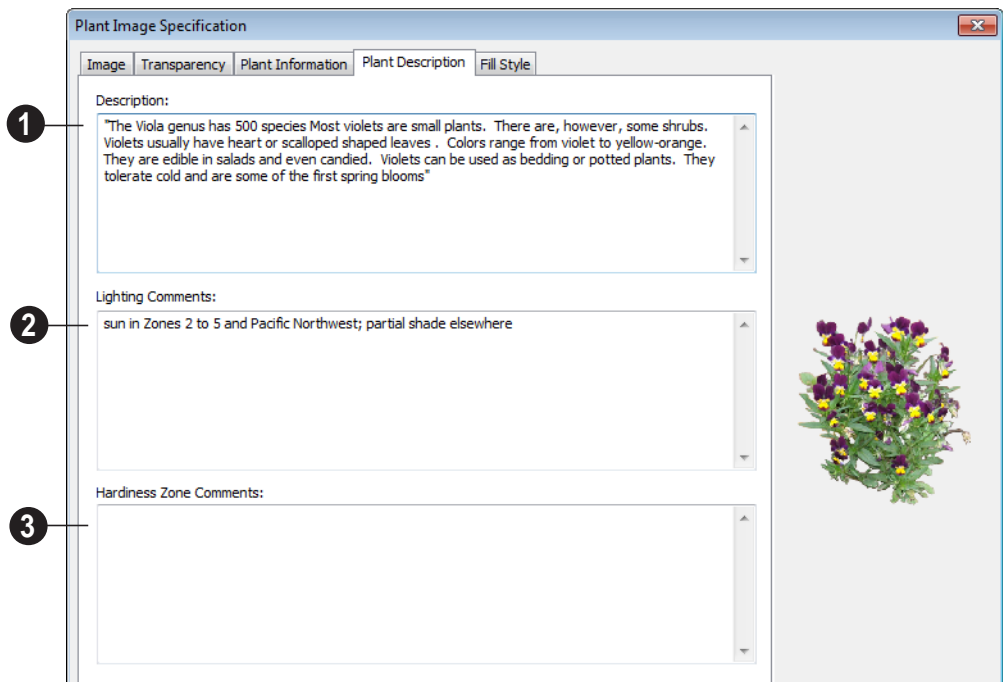 Plant Image Specification
Image Transparency Plant Information Plant Description Fill Style
Description:
1
"The Viola genus has 500 species Most violets are small plants.  There are, however, some shrubs.
Violets usually have heart or scalloped shaped leaves .  Colors range from violet to yellow-orange.
They are edible in salads and even candied.  Violets can be used as bedding or potted plants.  They
tolerate cold and are some of the first spring blooms"
Lighting Comments:
2
sun in Zones 2 to 5 and Pacific Northwest; partial shade elsewhere
Hardiness Zone Comments:
3